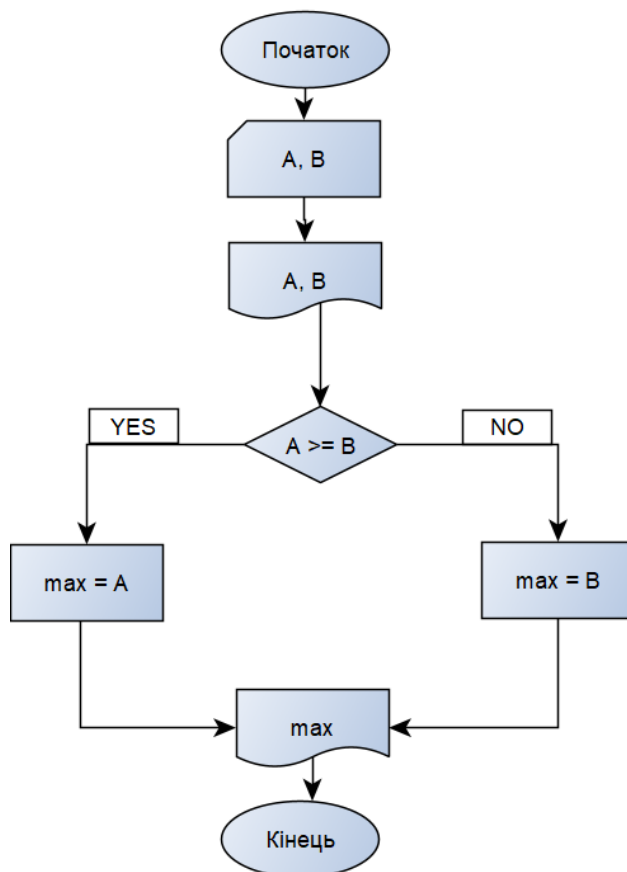 Початок
A, B
A, B
YES
A >= B
NO
max = A
max = B
max
Кінець